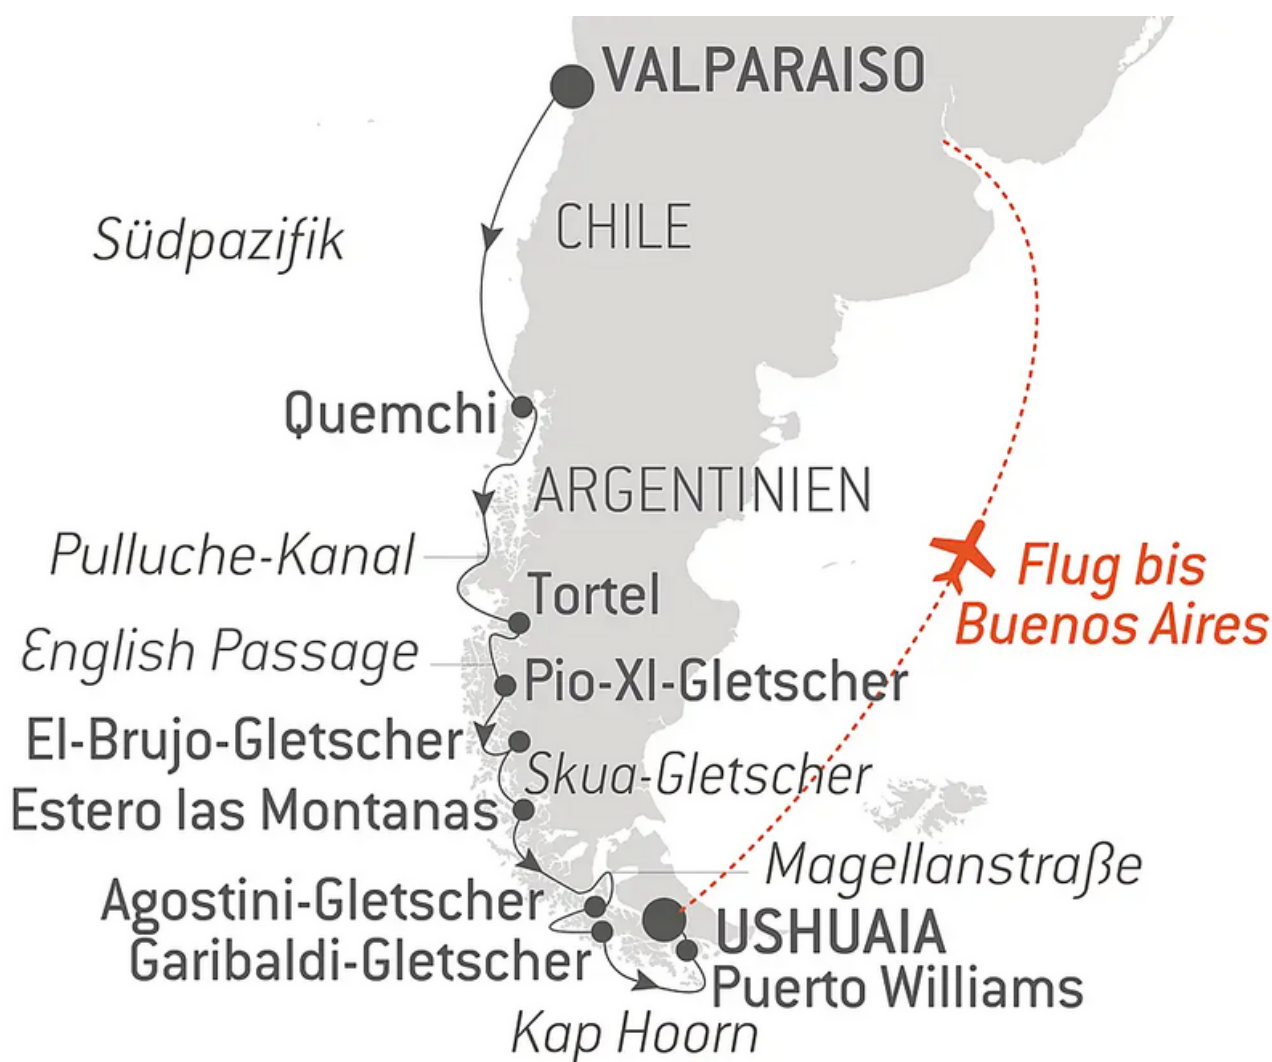 VALPARAISO
CHILE
Südpazifik
Quemchi
ARGENTINIEN
Pulluche-Kanal
Flug bis
Buenos Aires
Tortel
English Passage
Pio-XI-Gletscher
El-Brujo-Gletscher
Skua-Gletscher
Estero las Montanas
Magellanstraße
Agostini-Gletscher
USHUAIA
Garibaldi-Gletscher
Puerto Williams
Kap Hoorn